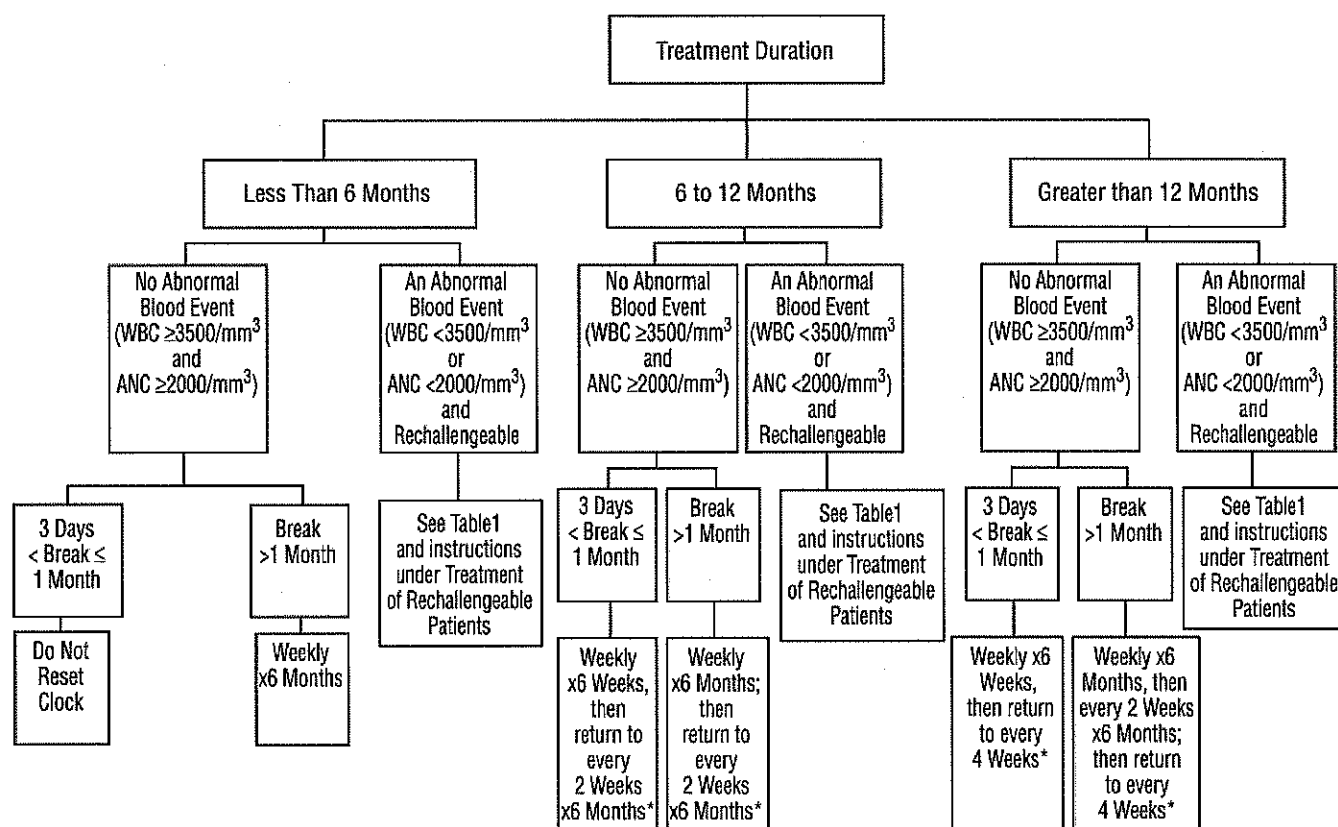 Treatment Duration
Less Than 6 Months
6 to 12 Months
Greater than 12 Months
No Abnormal
Blood Event
(WBC ≥3500/mm³
and
ANC ≥2000/mm³)
An Abnormal
Blood Event
(WBC <3500/mm³
or
ANC <2000/mm³)
and
Rechallengeable
No Abnormal
Blood Event
(WBC ≥3500/mm³
and
ANC ≥2000/mm³)
An Abnormal
Blood Event
(WBC <3500/mm³
or
ANC <2000/mm³)
and
Rechallengeable
No Abnormal
Blood Event
(WBC ≥3500/mm³
and
ANC ≥2000/mm³)
An Abnormal
Blood Event
(WBC <3500/mm³
or
ANC <2000/mm³)
and
Rechallengeable
3 Days
< Break ≤
1 Month
Break
>1 Month
See Table1
and instructions
under Treatment
of Rechallengeable
Patients
3 Days
< Break ≤
1 Month
Break
>1 Month
See Table1
and instructions
under Treatment
of Rechallengeable
Patients
3 Days
< Break ≤
1 Month
Break
>1 Month
See Table1
and instructions
under Treatment
of Rechallengeable
Patients
Do Not
Reset
Clock
Weekly
x6 Months
Weekly
x6 Weeks,
then
return to
every
2 Weeks
x6 Months*
Weekly
x6 Months;
then
return to
every
2 Weeks
x6 Months*
Weekly x6
Weeks,
then return
to every
4 Weeks*
Weekly x6
Months, then
every 2 Weeks
x6 Months;
then return
to every
4 Weeks*